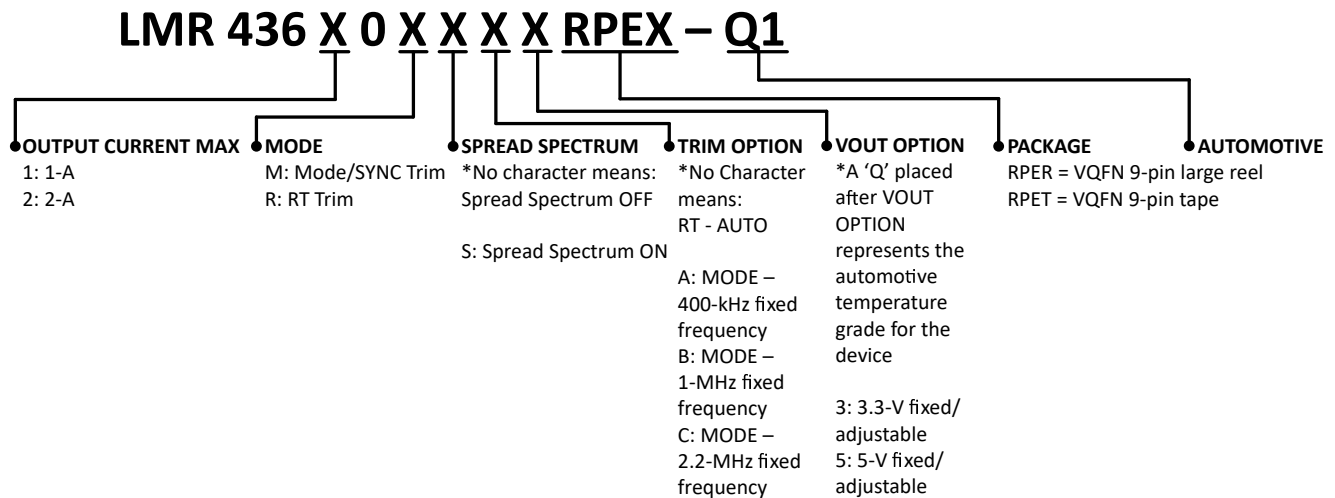 LMR 436 X 0 X X X X RPEX – Q1
OUTPUT CURRENT MAX
1: 1-A
2: 2-A
MODE
M: Mode/SYNC Trim
R: RT Trim
SPREAD SPECTRUM
*No character means:
Spread Spectrum OFF
S: Spread Spectrum ON
TRIM OPTION
*No Character
means:
RT - AUTO
A: MODE –
400-kHz fixed
frequency
B: MODE –
1-MHz fixed
frequency
C: MODE –
2.2-MHz fixed
frequency
VOUT OPTION
*A ‘Q’ placed
after VOUT
OPTION
represents the
automotive
temperature
grade for the
device
3: 3.3-V fixed/
adjustable
5: 5-V fixed/
adjustable
PACKAGE
RPER = VQFN 9-pin large reel
RPET = VQFN 9-pin tape
AUTOMOTIVE